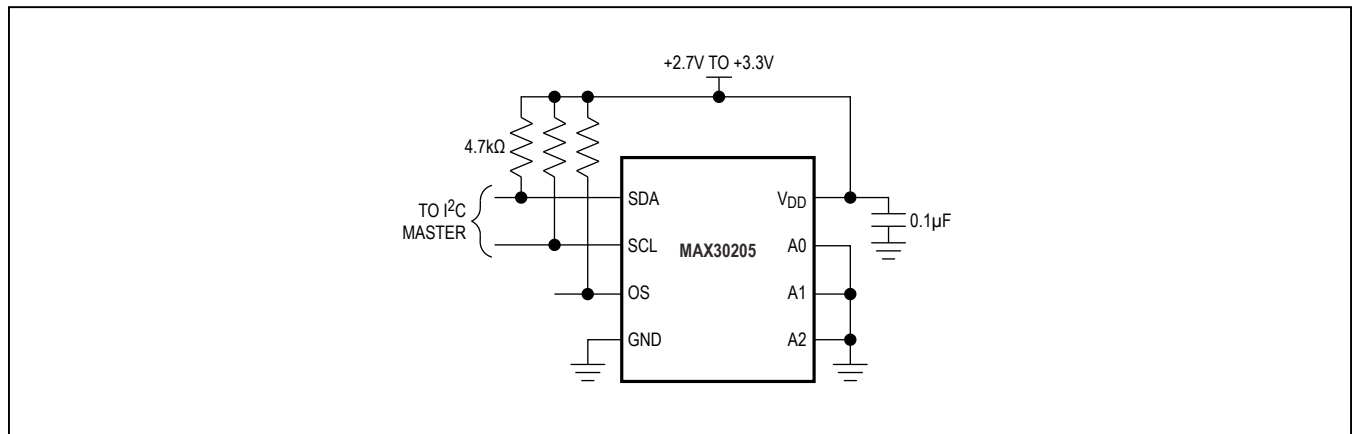 +2.7V TO +3.3V
4.7kΩ
TO I²C
MASTER
SDA
SCL
OS
GND
MAX30205
V_DD
A0
A1
A2
0.1µF